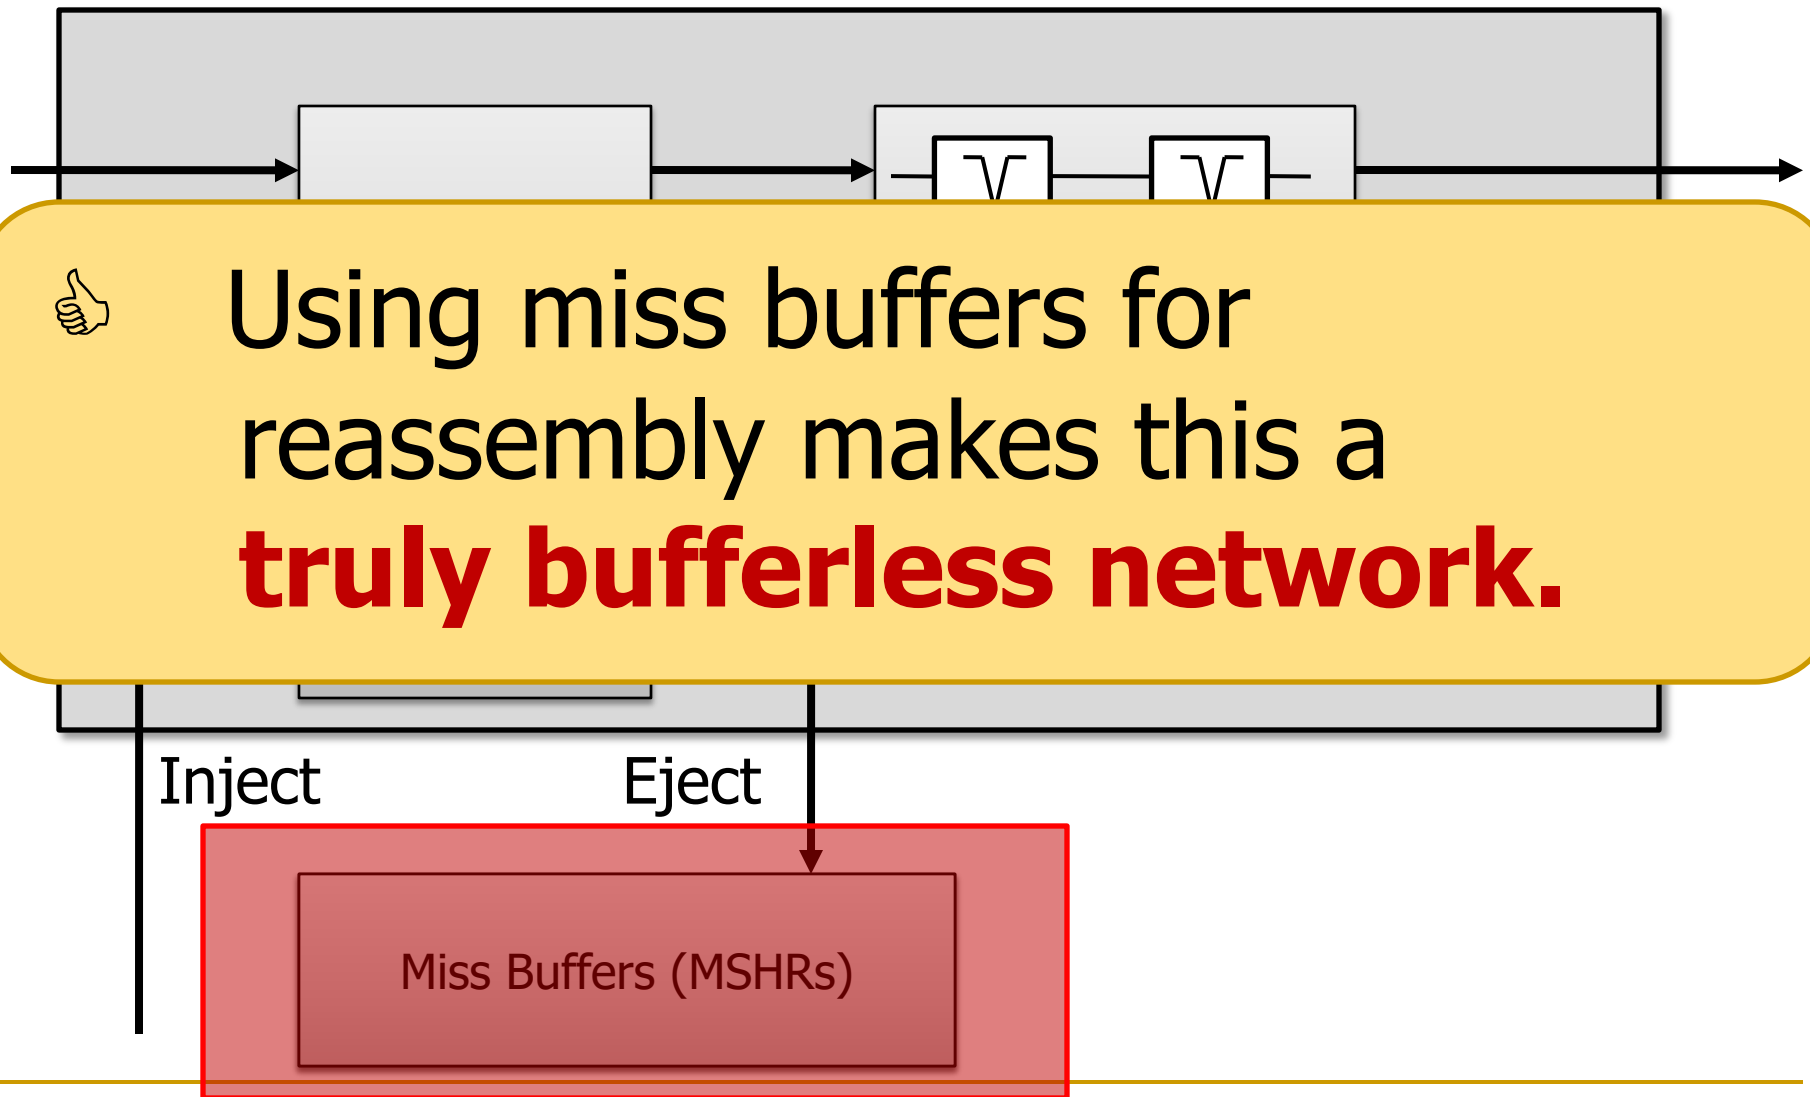 👍 Using miss buffers for
reassembly makes this a
truly bufferless network.
Inject Eject
Miss Buffers (MSHRs)